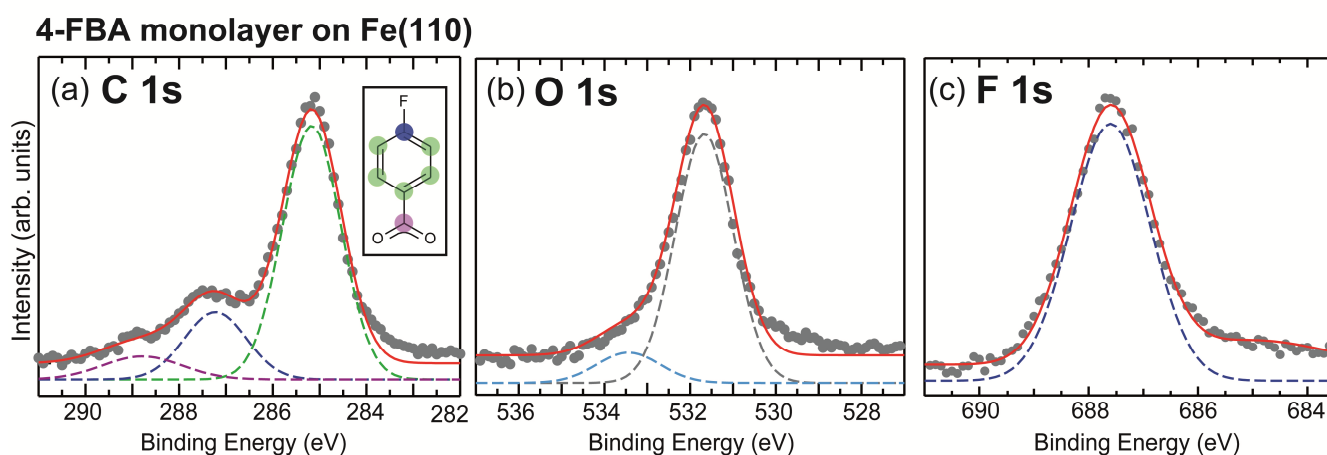 4-FBA monolayer on Fe(110)
(a) C 1s
F
O O
(b) O 1s
(c) F 1s
Intensity (arb. units)
290 288 286 284 282
536 534 532 530 528
690 688 686 684
Binding Energy (eV)
Binding Energy (eV)
Binding Energy (eV)